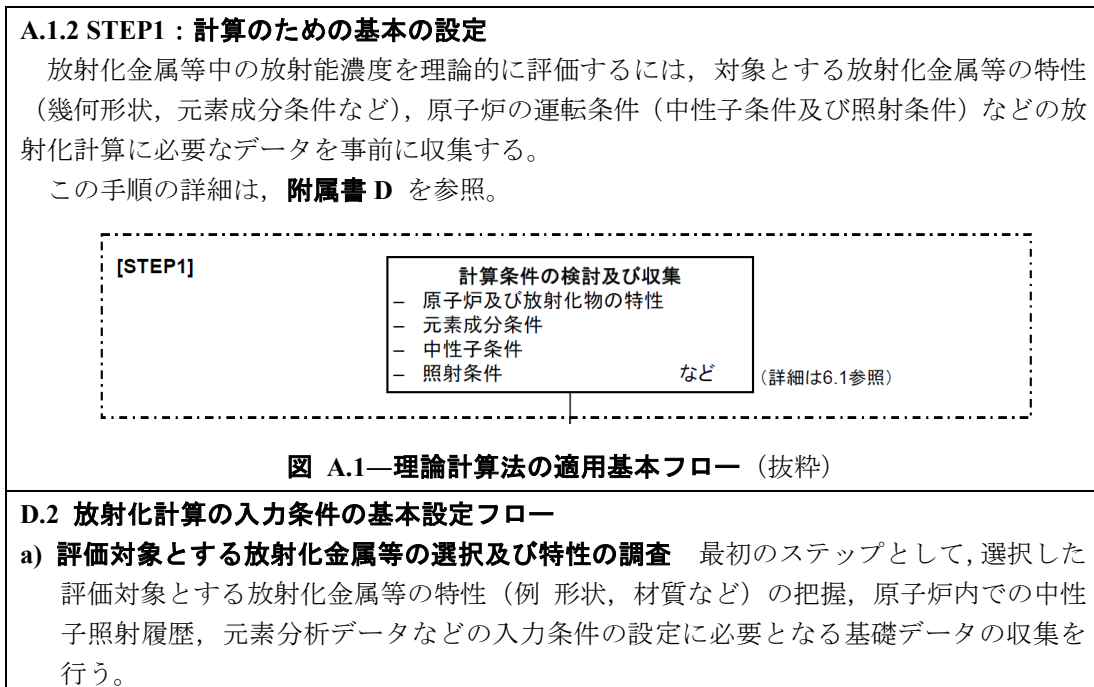 A.1.2 STEP1：計算のための基本の設定
放射化金属等中の放射能濃度を理論的に評価するには，対象とする放射化金属等の特性
（幾何形状，元素成分条件など），原子炉の運転条件（中性子条件及び照射条件）などの放
射化計算に必要なデータを事前に収集する。
この手順の詳細は，附属書 D を参照。
[STEP1]
計算条件の検討及び収集
– 原子炉及び放射化物の特性
– 元素成分条件
– 中性子条件
– 照射条件 など
（詳細は6.1参照）
図 A.1—理論計算法の適用基本フロー（抜粋）
D.2 放射化計算の入力条件の基本設定フロー
a) 評価対象とする放射化金属等の選択及び特性の調査 最初のステップとして，選択した
評価対象とする放射化金属等の特性（例 形状，材質など）の把握，原子炉内での中性
子照射履歴，元素分析データなどの入力条件の設定に必要となる基礎データの収集を
行う。